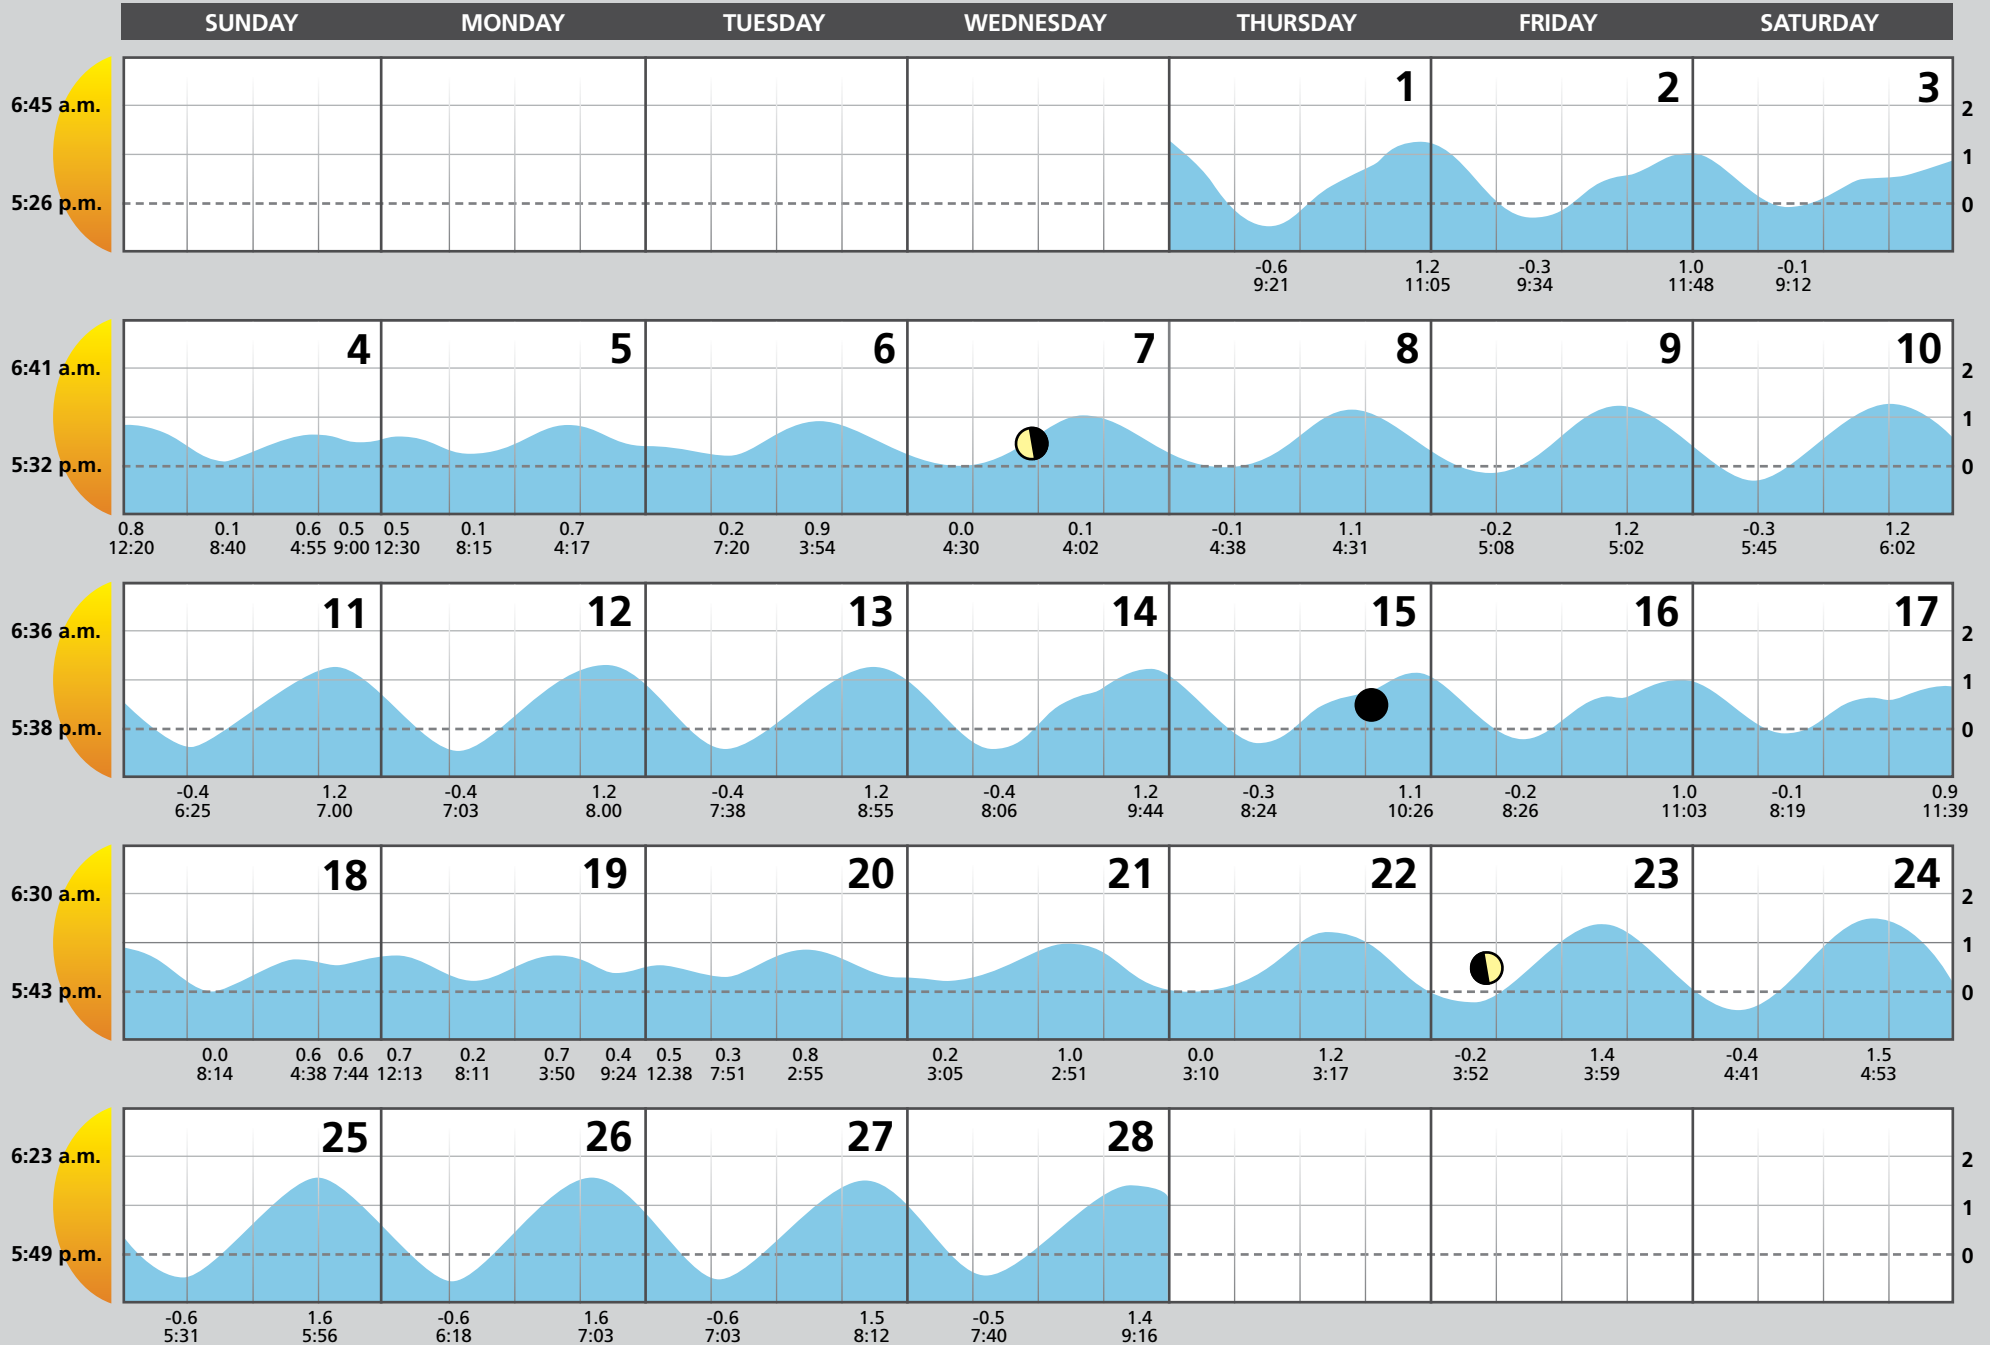 SUNDAY MONDAY TUESDAY WEDNESDAY THURSDAY FRIDAY SATURDAY
1 2 3
6:45 a.m. 2
1
5:26 p.m. 0
-0.6 1.2 -0.3 1.0 -0.1
9:21 11:05 9:34 11:48 9:12
4 5 6 7 8 9 10
6:41 a.m. 2
1
5:32 p.m. 0
0.8 0.1 0.6 0.5 0.5 0.1 0.7 0.2 0.9 0.0 0.1 -0.1 1.1 -0.2 1.2 -0.3 1.2
12:20 8:40 4:55 9:00 12:30 8:15 4:17 7:20 3:54 4:30 4:02 4:38 4:31 5:08 5:02 5:45 6:02
11 12 13 14 15 16 17
6:36 a.m. 2
1
5:38 p.m. 0
-0.4 1.2 -0.4 1.2 -0.4 1.2 -0.4 1.2 -0.3 1.1 -0.2 1.0 -0.1 0.9
6:25 7.00 7:03 8.00 7:38 8:55 8:06 9:44 8:24 10:26 8:26 11:03 8:19 11:39
18 19 20 21 22 23 24
6:30 a.m. 2
1
5:43 p.m. 0
0.0 0.6 0.6 0.7 0.2 0.7 0.4 0.5 0.3 0.8 0.2 1.0 0.0 1.2 -0.2 1.4 -0.4 1.5
8:14 4:38 7:44 12:13 8:11 3:50 9:24 12.38 7:51 2:55 3:05 2:51 3:10 3:17 3:52 3:59 4:41 4:53
25 26 27 28
6:23 a.m. 2
1
5:49 p.m. 0
-0.6 1.6 -0.6 1.6 -0.6 1.5 -0.5 1.4
5:31 5:56 6:18 7:03 7:03 8:12 7:40 9:16